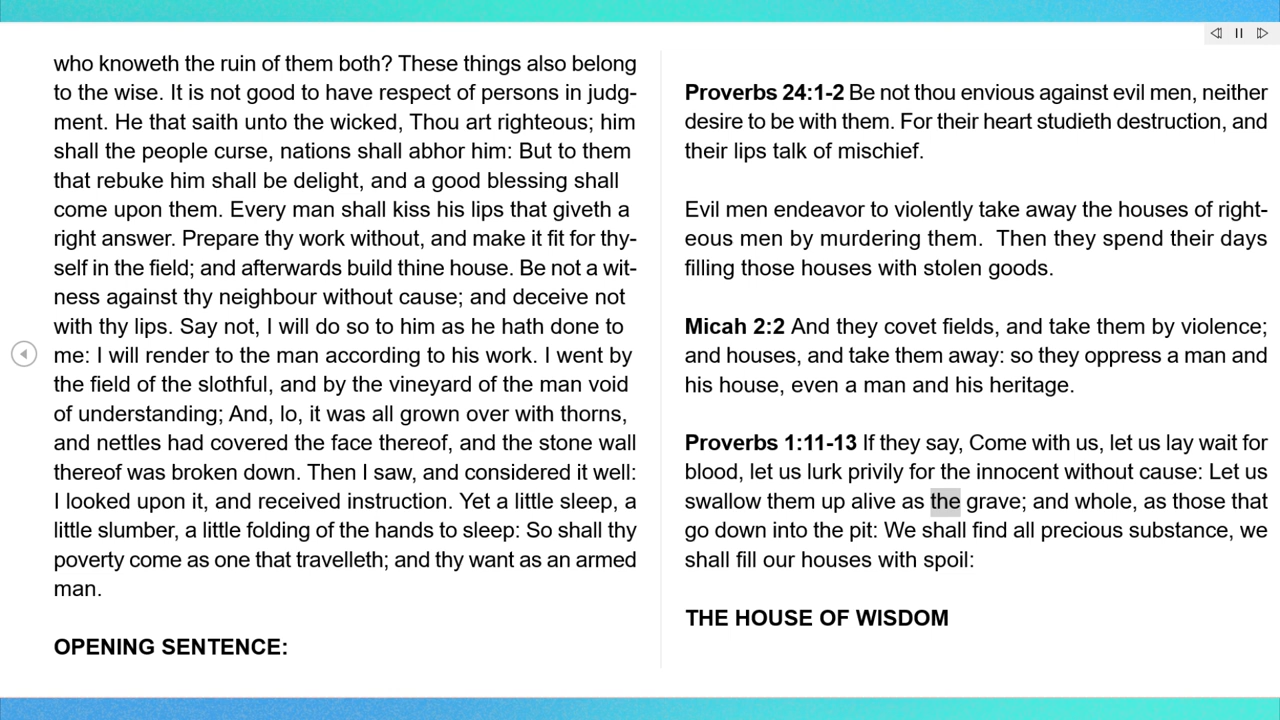 who knoweth the ruin of them both? These things also belong
to the wise. It is not good to have respect of persons in judg-
ment. He that saith unto the wicked, Thou art righteous; him
shall the people curse, nations shall abhor him: But to them
that rebuke him shall be delight, and a good blessing shall
come upon them. Every man shall kiss his lips that giveth a
right answer. Prepare thy work without, and make it fit for thy-
self in the field; and afterwards build thine house. Be not a wit-
ness against thy neighbour without cause; and deceive not
with thy lips. Say not, I will do so to him as he hath done to
me: I will render to the man according to his work. I went by
the field of the slothful, and by the vineyard of the man void
of understanding; And, lo, it was all grown over with thorns,
and nettles had covered the face thereof, and the stone wall
thereof was broken down. Then I saw, and considered it well:
I looked upon it, and received instruction. Yet a little sleep, a
little slumber, a little folding of the hands to sleep: So shall thy
poverty come as one that travelleth; and thy want as an armed
man.
OPENING SENTENCE:
Proverbs 24:1-2 Be not thou envious against evil men, neither
desire to be with them. For their heart studieth destruction, and
their lips talk of mischief.
Evil men endeavor to violently take away the houses of right-
eous men by murdering them.  Then they spend their days
filling those houses with stolen goods.
Micah 2:2 And they covet fields, and take them by violence;
and houses, and take them away: so they oppress a man and
his house, even a man and his heritage.
Proverbs 1:11-13 If they say, Come with us, let us lay wait for
blood, let us lurk privily for the innocent without cause: Let us
swallow them up alive as the grave; and whole, as those that
go down into the pit: We shall find all precious substance, we
shall fill our houses with spoil:
THE HOUSE OF WISDOM